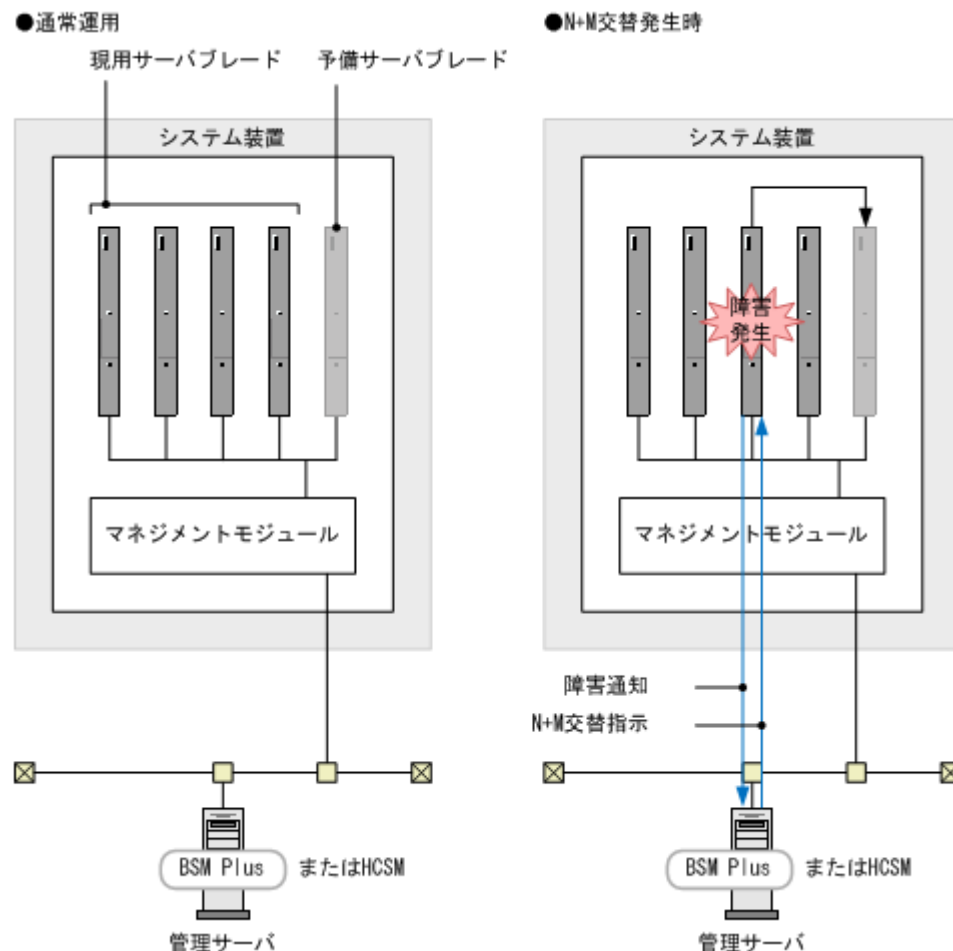 ●通常運用
現用サーバブレード
予備サーバブレード
システム装置
マネジメントモジュール
BSM Plus
またはHCSM
管理サーバ
●N+M交替発生時
システム装置
障害
発生
マネジメントモジュール
障害通知
N+M交替指示
BSM Plus
またはHCSM
管理サーバ